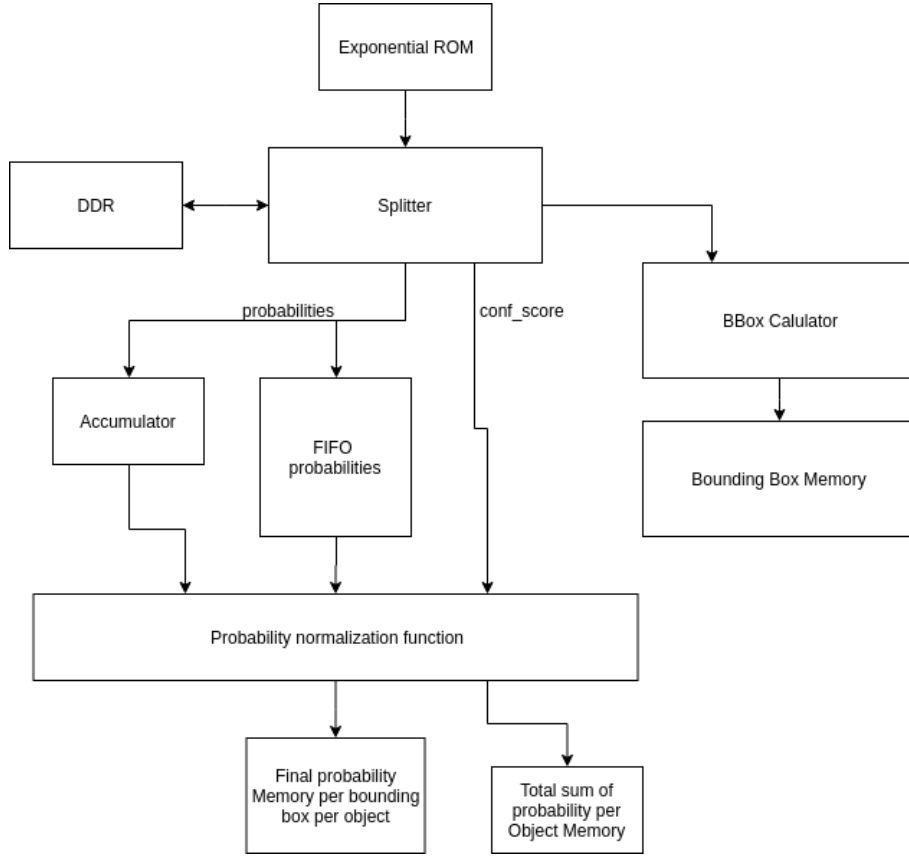 Exponential ROM
DDR
Splitter
probabilities
conf_score
BBox Calulator
Accumulator
FIFO
probabilities
Bounding Box Memory
Probability normalization function
Final probability
Memory per bounding
box per object
Total sum of
probability per
Object Memory